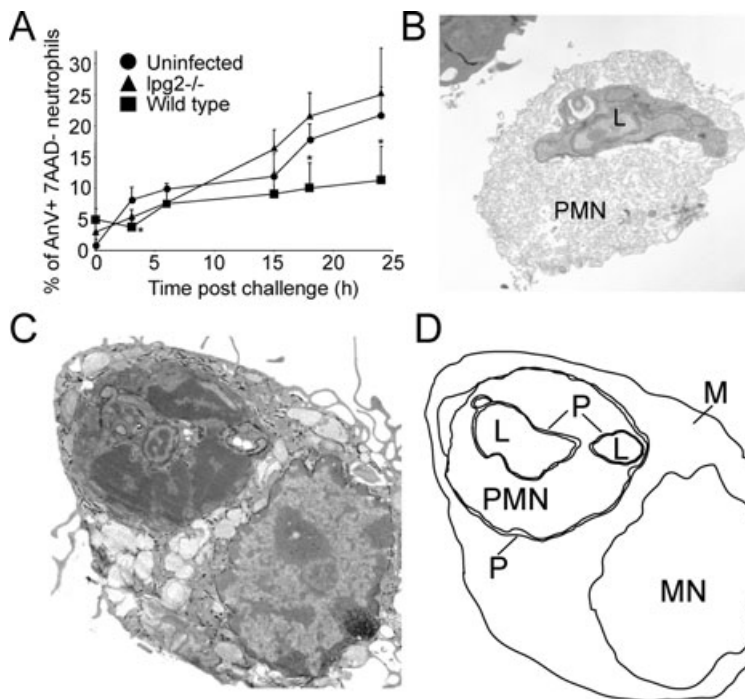 A
% of AnV+ 7AAD- neutrophils
30
25
20
15
10
5
0
Uninfected
lpg2-/-
Wild type
*
*
*
0
5
10
15
20
25
Time post challenge (h)
B
L
PMN
C
D
M
P
L
L
PMN
P
MN